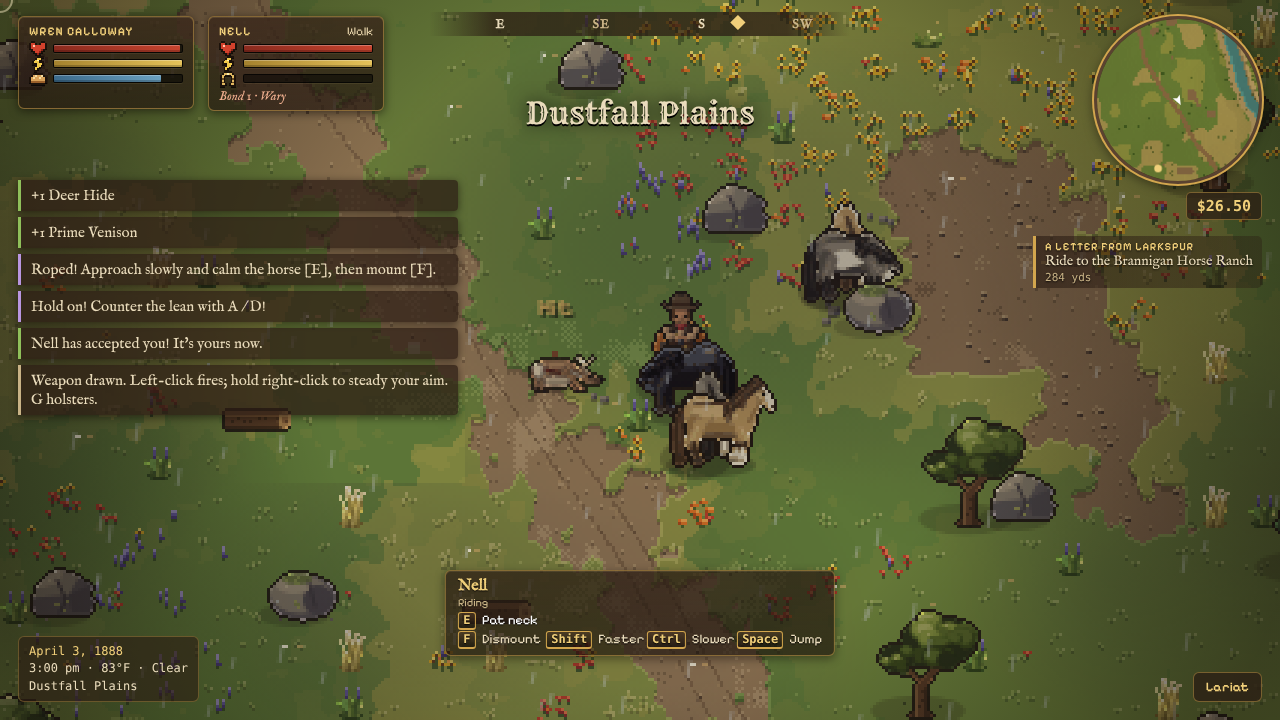 WREN CALLOWAY
NELL
Walk
Bond 1 · Wary
E
SE
S
SW
Dustfall Plains
+1 Deer Hide
+1 Prime Venison
Roped! Approach slowly and calm the horse [E], then mount [F].
Hold on! Counter the lean with A/D!
Nell has accepted you! It's yours now.
Weapon drawn. Left-click fires; hold right-click to steady your aim.
G holsters.
$26.50
A LETTER FROM LARKSPUR
Ride to the Brannigan Horse Ranch
284 yds
Nell
Riding
E Pat neck
F Dismount Shift Faster Ctrl Slower Space Jump
April 3, 1888
3:00 pm · 83°F · Clear
Dustfall Plains
Lariat